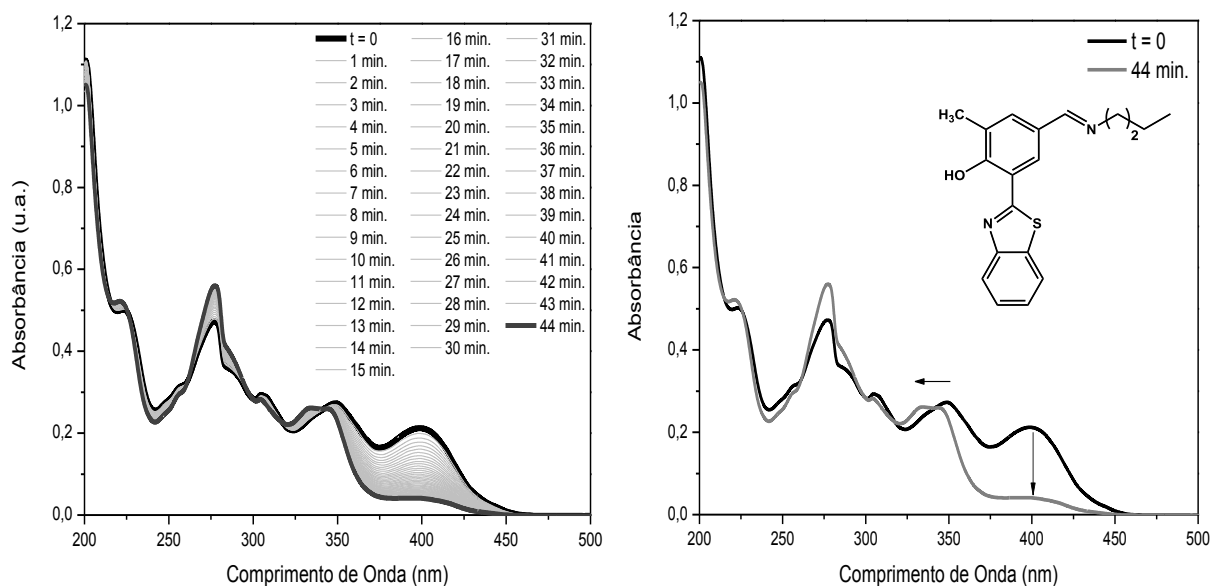 1,2
1,0
0,8
0,6
0,4
0,2
0,0
Absorbância (u.a.)
200 250 300 350 400 450 500
Comprimento de Onda (nm)
t = 0
1 min.
2 min.
3 min.
4 min.
5 min.
6 min.
7 min.
8 min.
9 min.
10 min.
11 min.
12 min.
13 min.
14 min.
15 min.
16 min.
17 min.
18 min.
19 min.
20 min.
21 min.
22 min.
23 min.
24 min.
25 min.
26 min.
27 min.
28 min.
29 min.
30 min.
31 min.
32 min.
33 min.
34 min.
35 min.
36 min.
37 min.
38 min.
39 min.
40 min.
41 min.
42 min.
43 min.
44 min.
1,2
1,0
0,8
0,6
0,4
0,2
0,0
Absorbância
200 250 300 350 400 450 500
Comprimento de Onda (nm)
t = 0
44 min.
H₃C
N
( )₂
HO
N
S